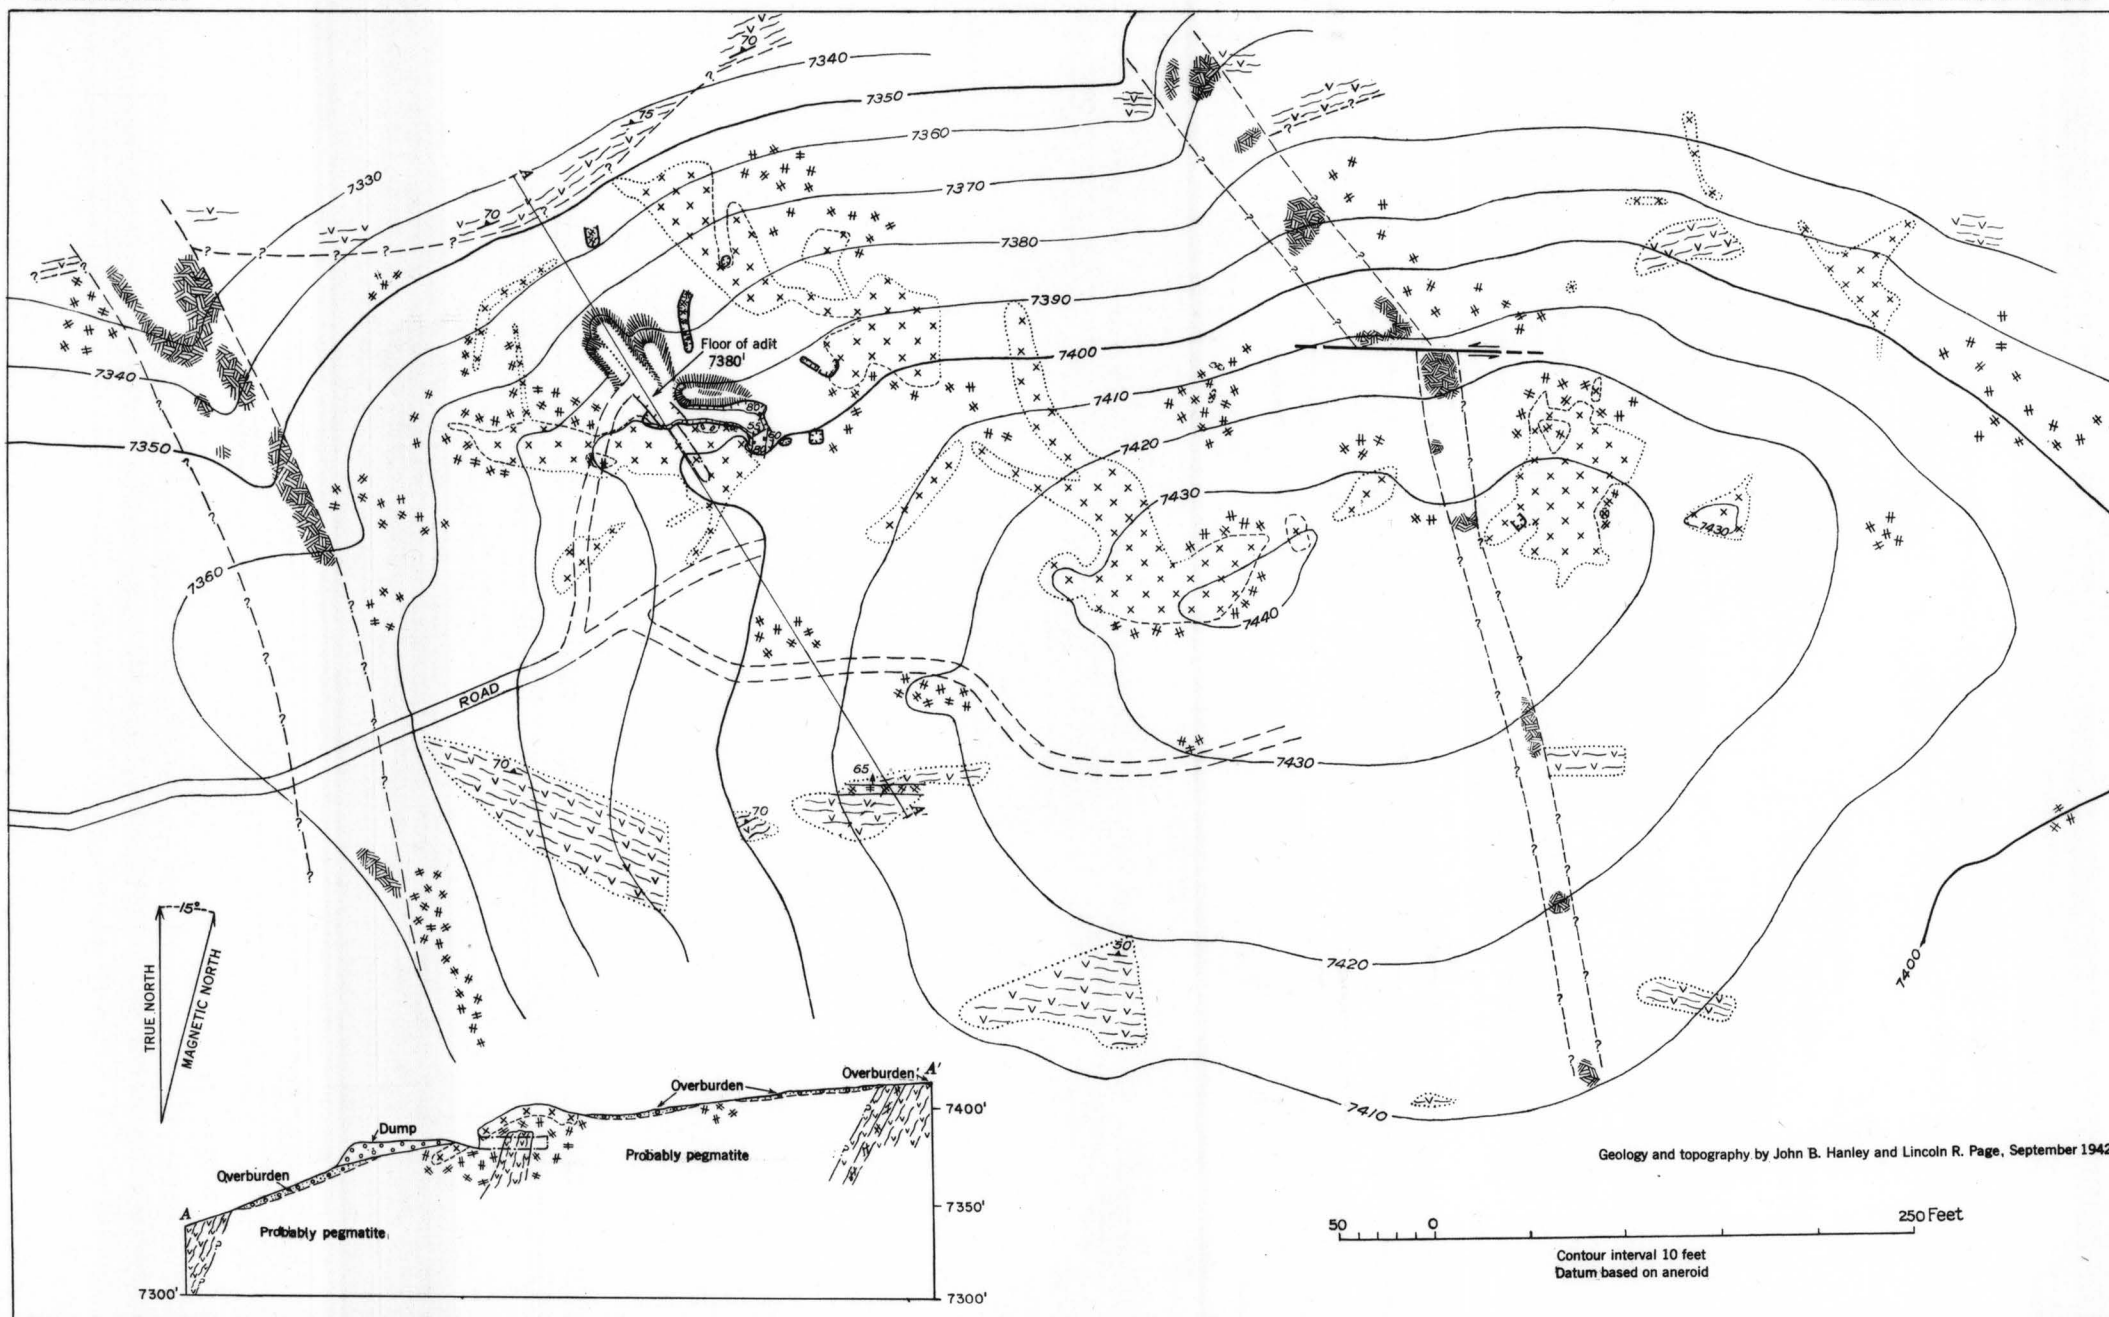 70
7340
7350
75
7360
7330
A
7370
70
7380
7390
Floor of adit
7380'
7400
7340
7410
80
55
7350
7420
7430
7430
7360
7440
ROAD
70
65
7430
70
A'
15°
TRUE NORTH
MAGNETIC NORTH
50
7420
7400
7410
Overburden
Overburden
A'
7400'
Dump
Probably pegmatite
Overburden
A
Probably pegmatite
7350'
7300'
7300'
Geology and topography by John B. Hanley and Lincoln R. Page, September 1942
50
0
250 Feet
Contour interval 10 feet
Datum based on aneroid